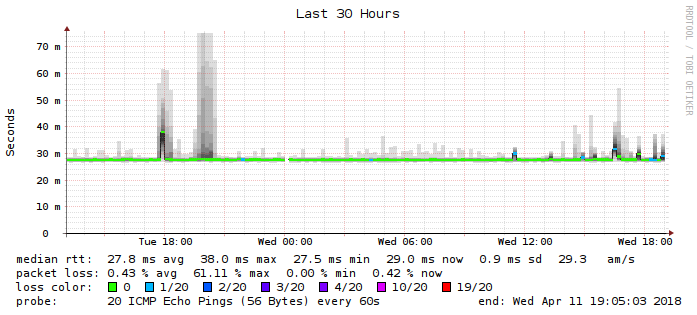 Last 30 Hours
RRDTOOL / TOBI OETIKER
Seconds
70 m
60 m
50 m
40 m
30 m
20 m
10 m
0
Tue 18:00 Wed 00:00 Wed 06:00 Wed 12:00 Wed 18:00
median rtt: 27.8 ms avg 38.0 ms max 27.5 ms min 29.0 ms now 0.9 ms sd 29.3 am/s
packet loss: 0.43 % avg 61.11 % max 0.00 % min 0.42 % now
loss color: 0 1/20 2/20 3/20 4/20 10/20 19/20
probe: 20 ICMP Echo Pings (56 Bytes) every 60s end: Wed Apr 11 19:05:03 2018